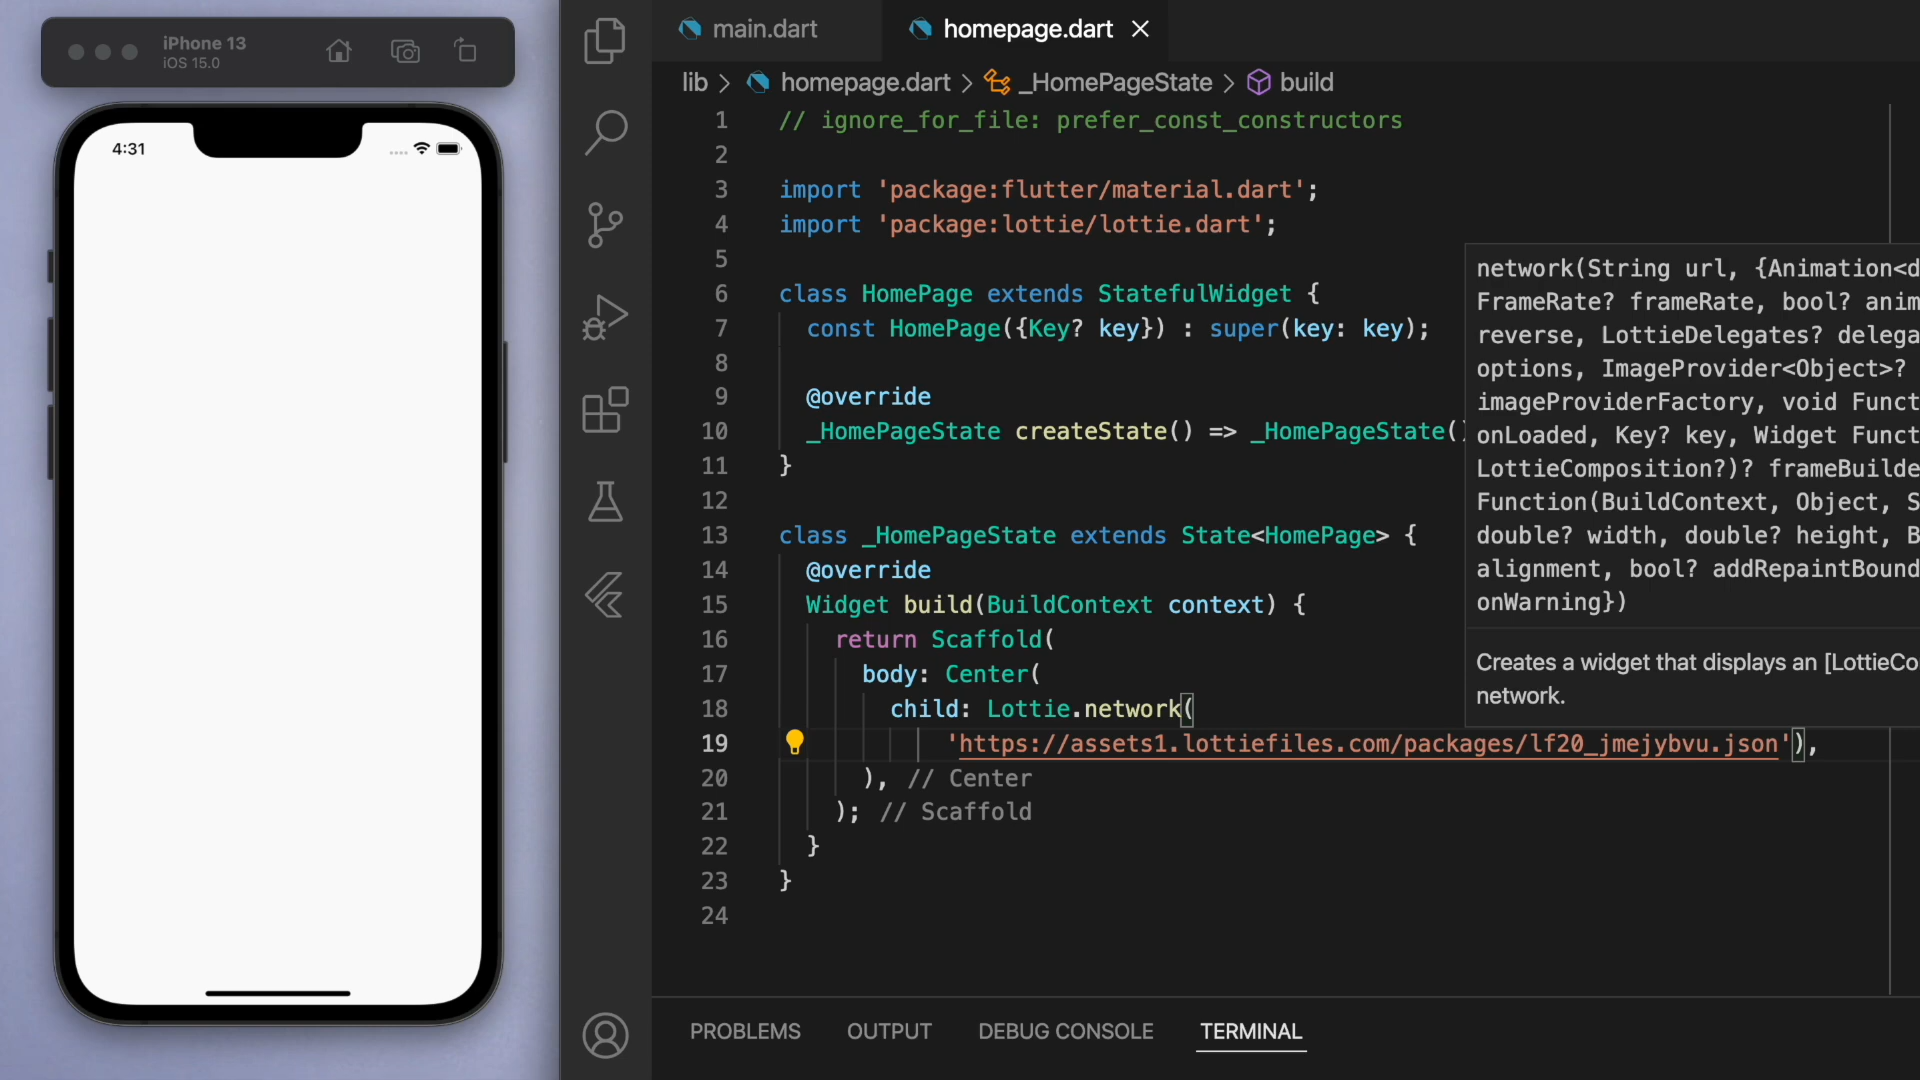 iPhone 13
iOS 15.0
4:31
main.dart
homepage.dart
lib > homepage.dart > _HomePageState > build
1 // ignore_for_file: prefer_const_constructors
2
3 import 'package:flutter/material.dart';
4 import 'package:lottie/lottie.dart';
5
6 class HomePage extends StatefulWidget {
7 const HomePage({Key? key}) : super(key: key);
8
9 @override
10 _HomePageState createState() => _HomePageState()
11 }
12
13 class _HomePageState extends State<HomePage> {
14 @override
15 Widget build(BuildContext context) {
16 return Scaffold(
17 body: Center(
18 child: Lottie.network(
19 'https://assets1.lottiefiles.com/packages/lf20_jmejybvu.json'),
20 ), // Center
21 ); // Scaffold
22 }
23 }
24
network(String url, {Animation<d
FrameRate? frameRate, bool? anim
reverse, LottieDelegates? delega
options, ImageProvider<Object>?
imageProviderFactory, void Funct
onLoaded, Key? key, Widget Funct
LottieComposition?)? frameBuilde
Function(BuildContext, Object, S
double? width, double? height, B
alignment, bool? addRepaintBound
onWarning})
Creates a widget that displays an [LottieCo
network.
PROBLEMS OUTPUT DEBUG CONSOLE TERMINAL